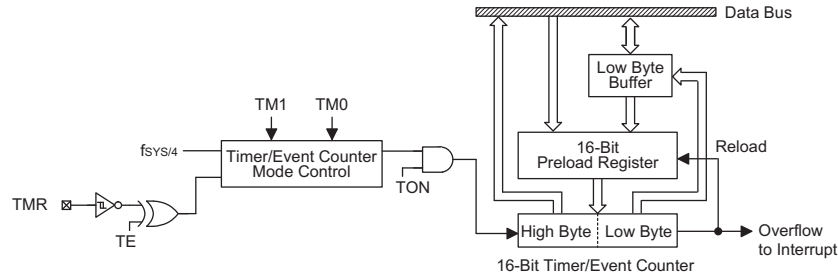 Data Bus
Low Byte
Buffer
TM1
TM0
fSYS/4
Timer/Event Counter
Mode Control
16-Bit
Preload Register
Reload
TON
TMR
TE
High Byte
Low Byte
Overflow
to Interrupt
16-Bit Timer/Event Counter